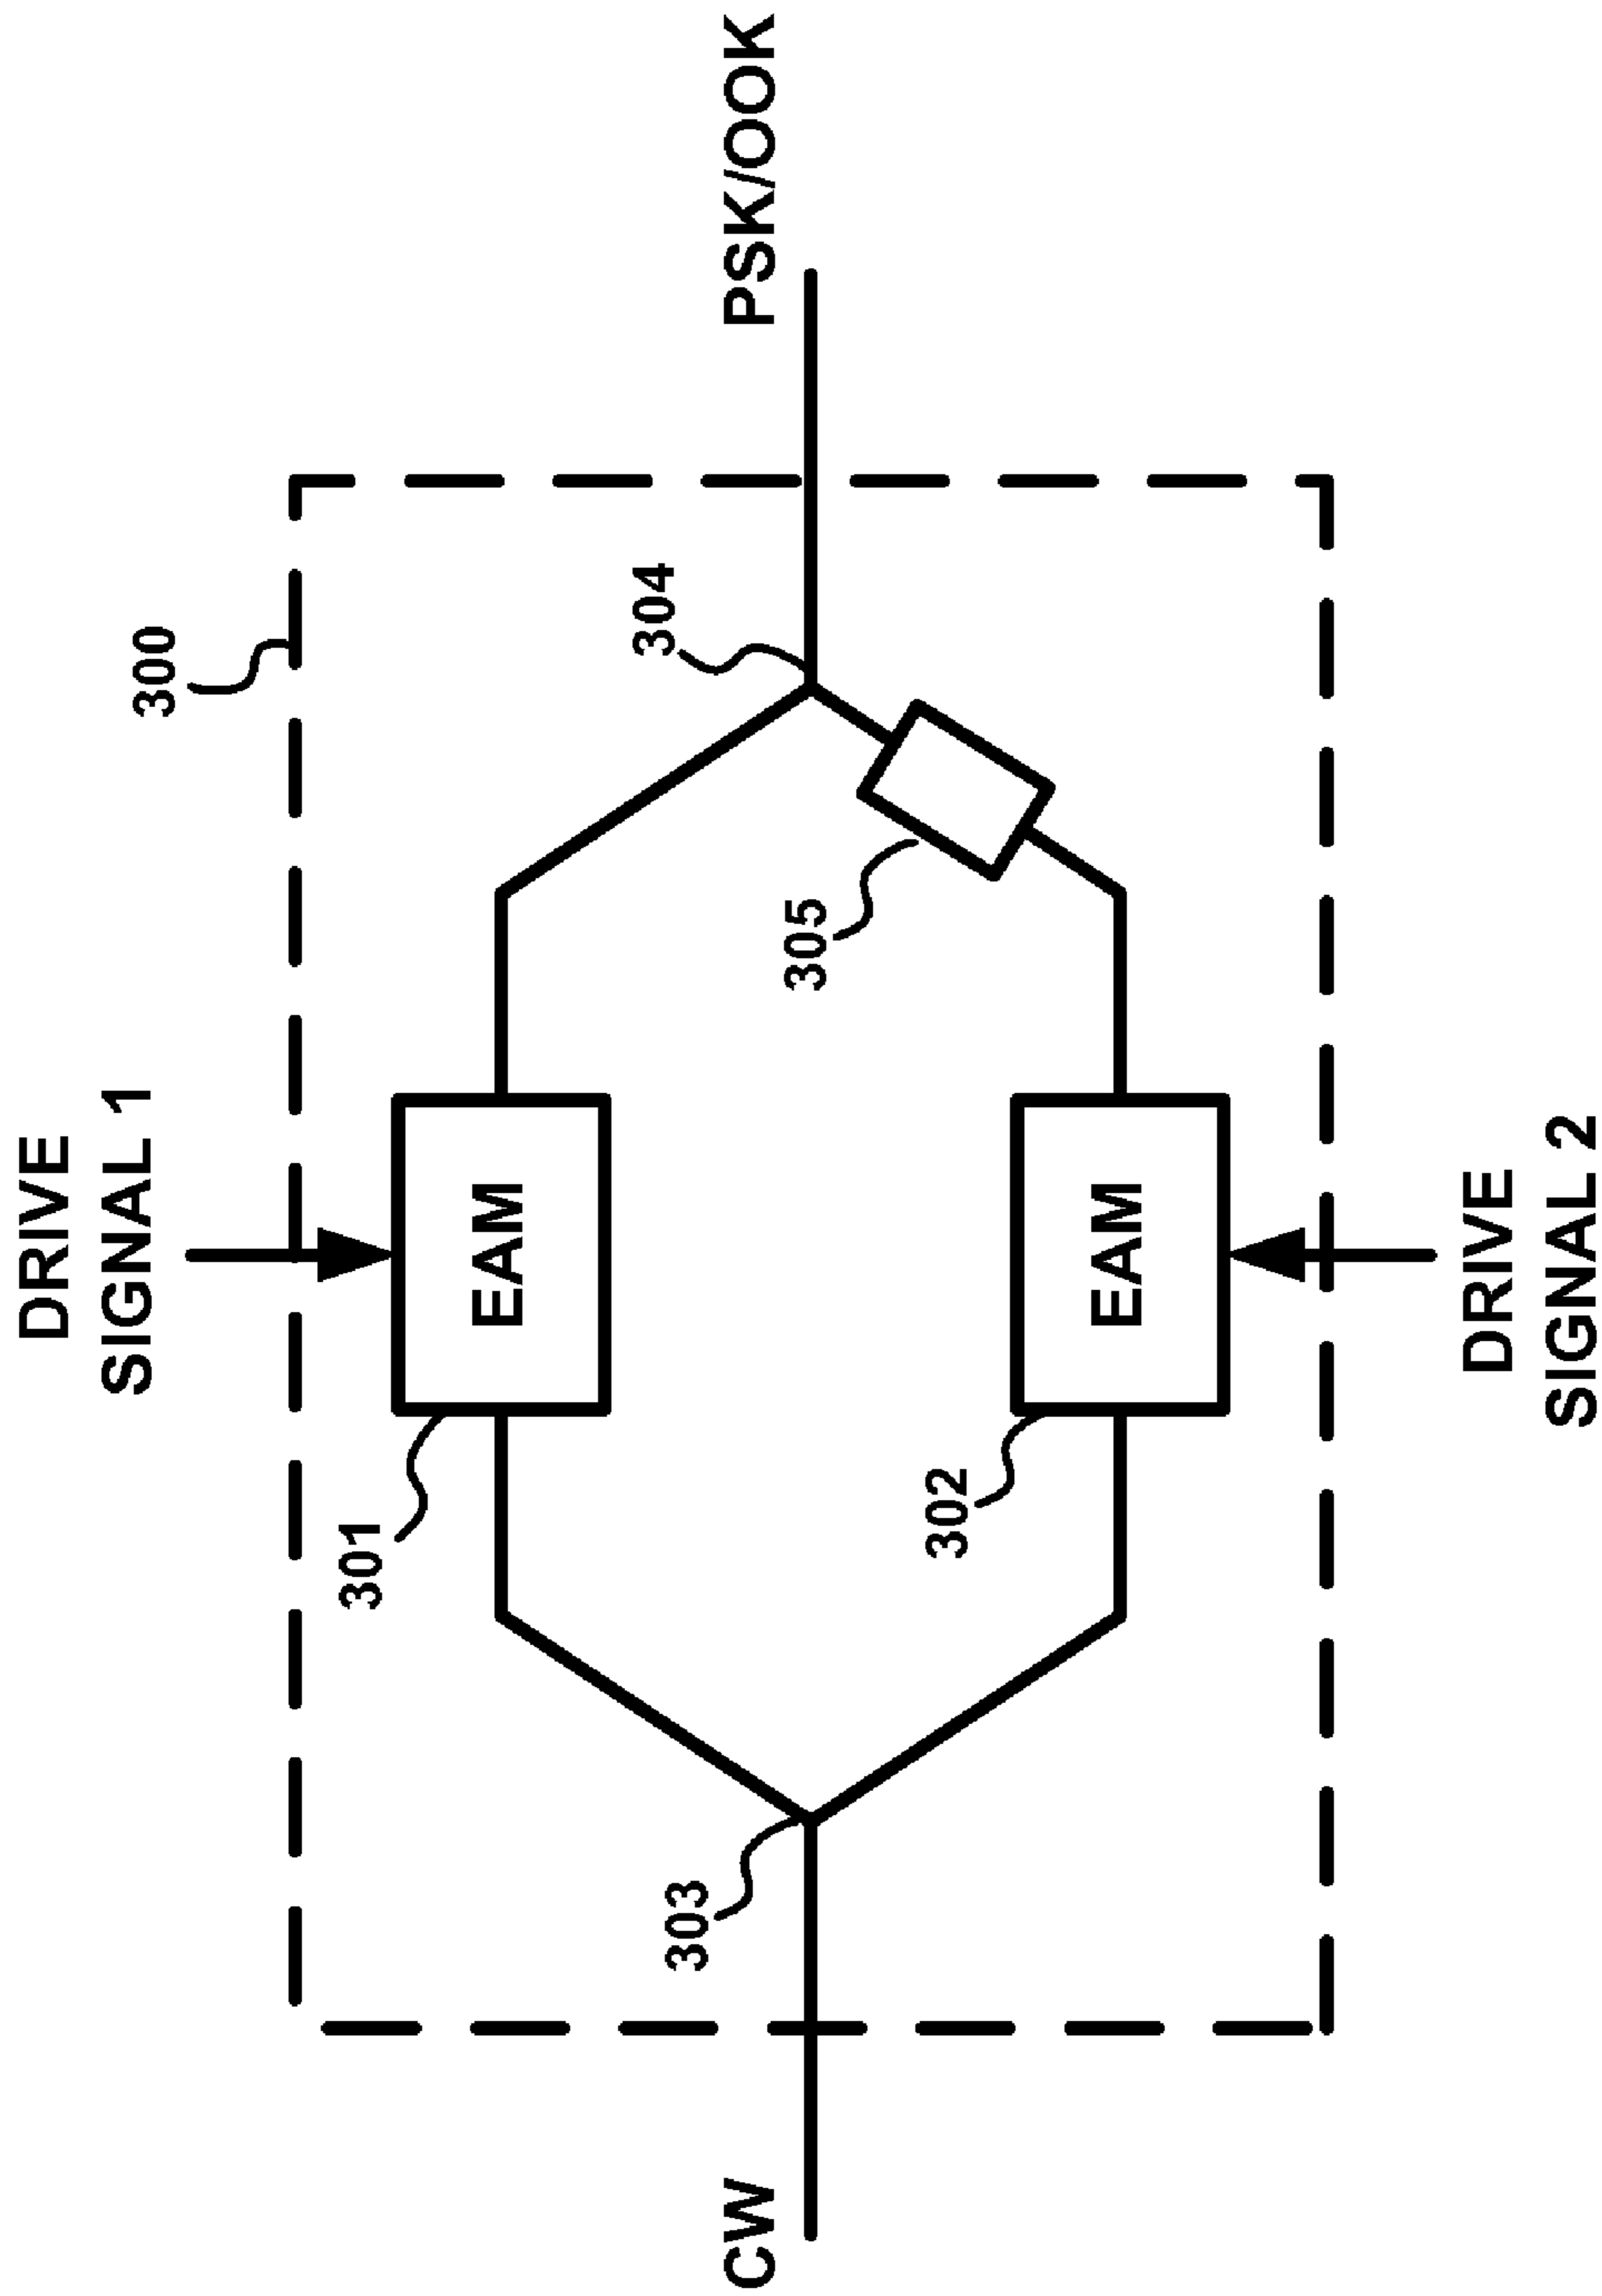 DRIVE
SIGNAL 1
300
301
EAM
304
303
305
CW
PSK/OOK
302
EAM
DRIVE
SIGNAL 2